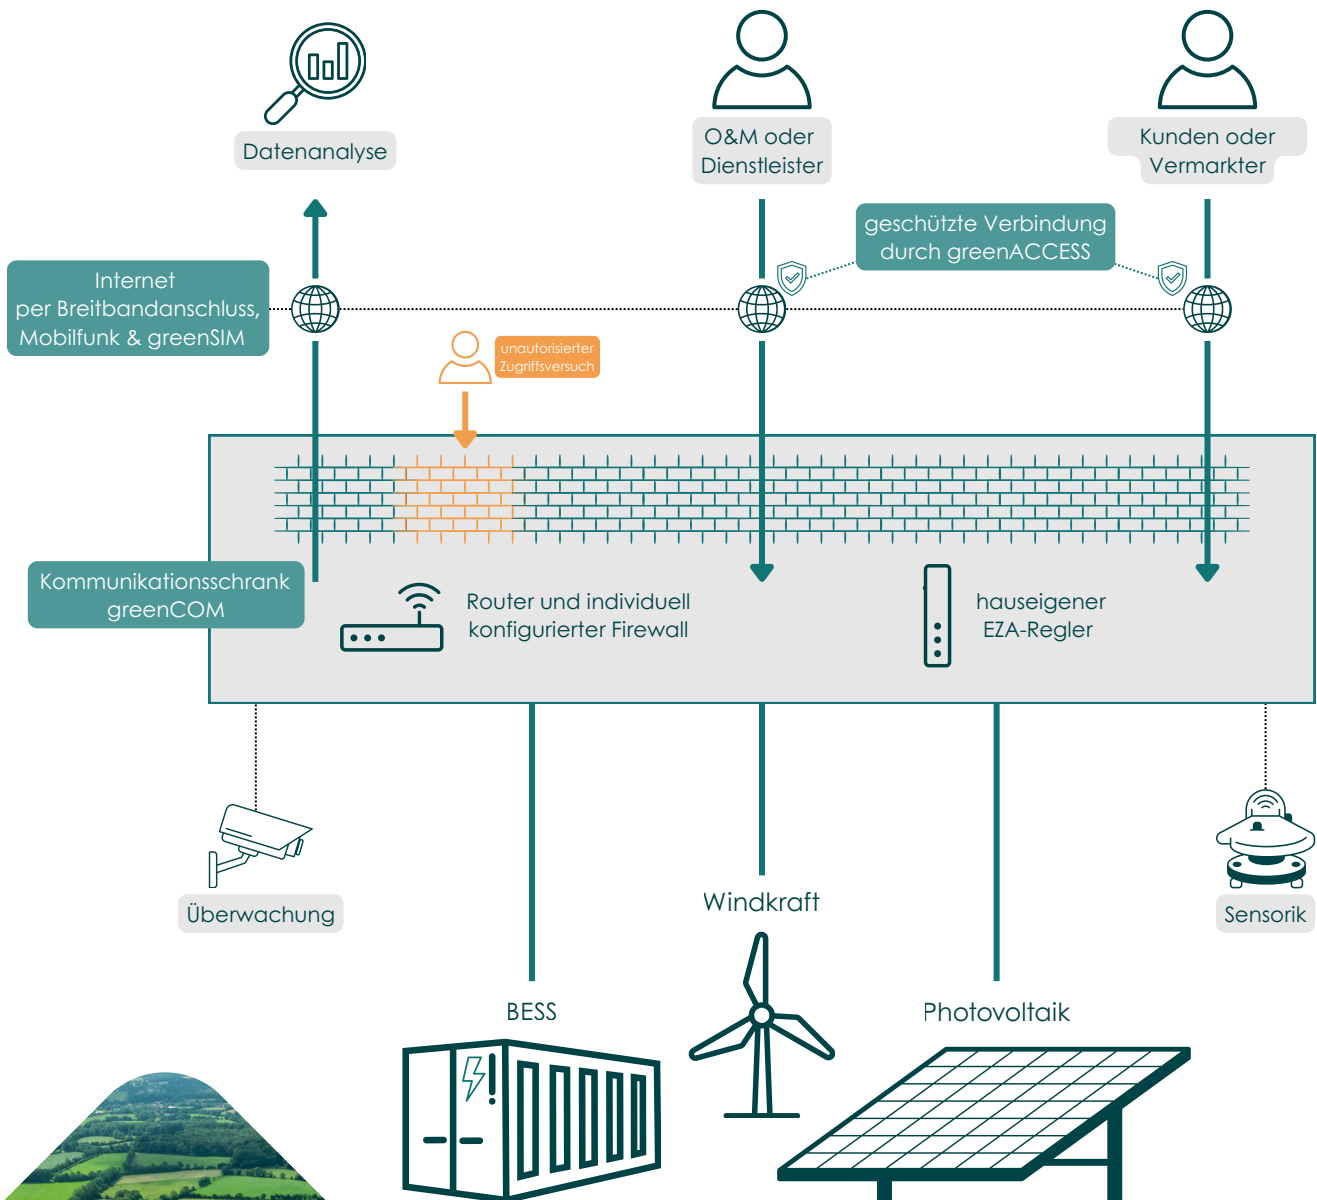 Datenanalyse
O&M oder
Dienstleister
Kunden oder
Vermarkter
geschützte Verbindung
durch greenACCESS
Internet
per Breitbandanschluss,
Mobilfunk & greenSIM
unautorisierter
Zugriffsversuch
Kommunikationsschrank
greenCOM
Router und individuell
konfigurierter Firewall
hauseigener
EZA-Regler
Überwachung
Windkraft
Sensorik
BESS
Photovoltaik